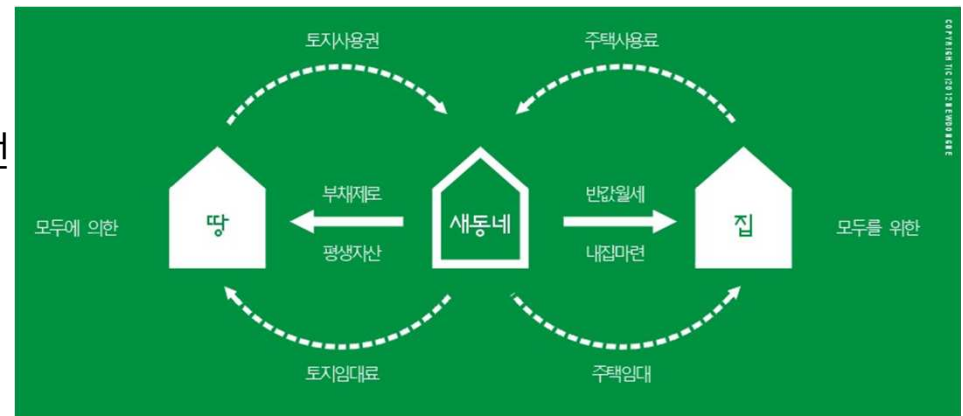 토지사용권
주택사용료
부채제로
반값월세
모두에 의한
땅
새동네
집
모두를 위한
평생자산
내집마련
토지임대료
주택임대